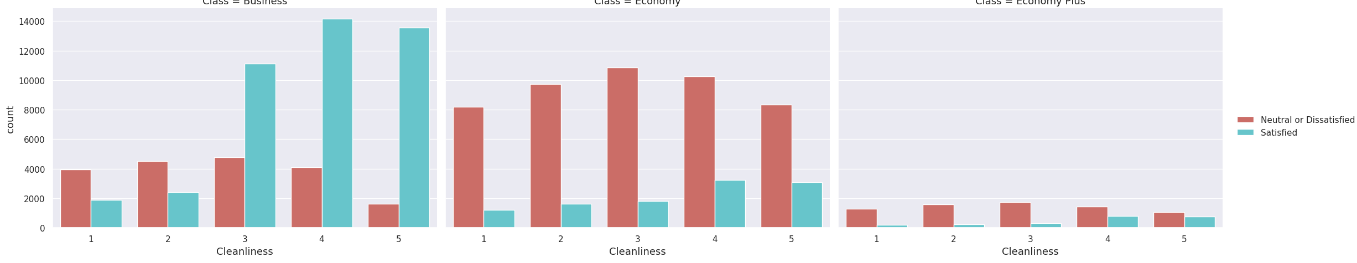 Class = Business
Class = Economy
Class = Economy Plus
count
14000
12000
10000
8000
6000
4000
2000
0
1 2 3 4 5
1 2 3 4 5
1 2 3 4 5
Cleanliness
Cleanliness
Cleanliness
Neutral or Dissatisfied
Satisfied